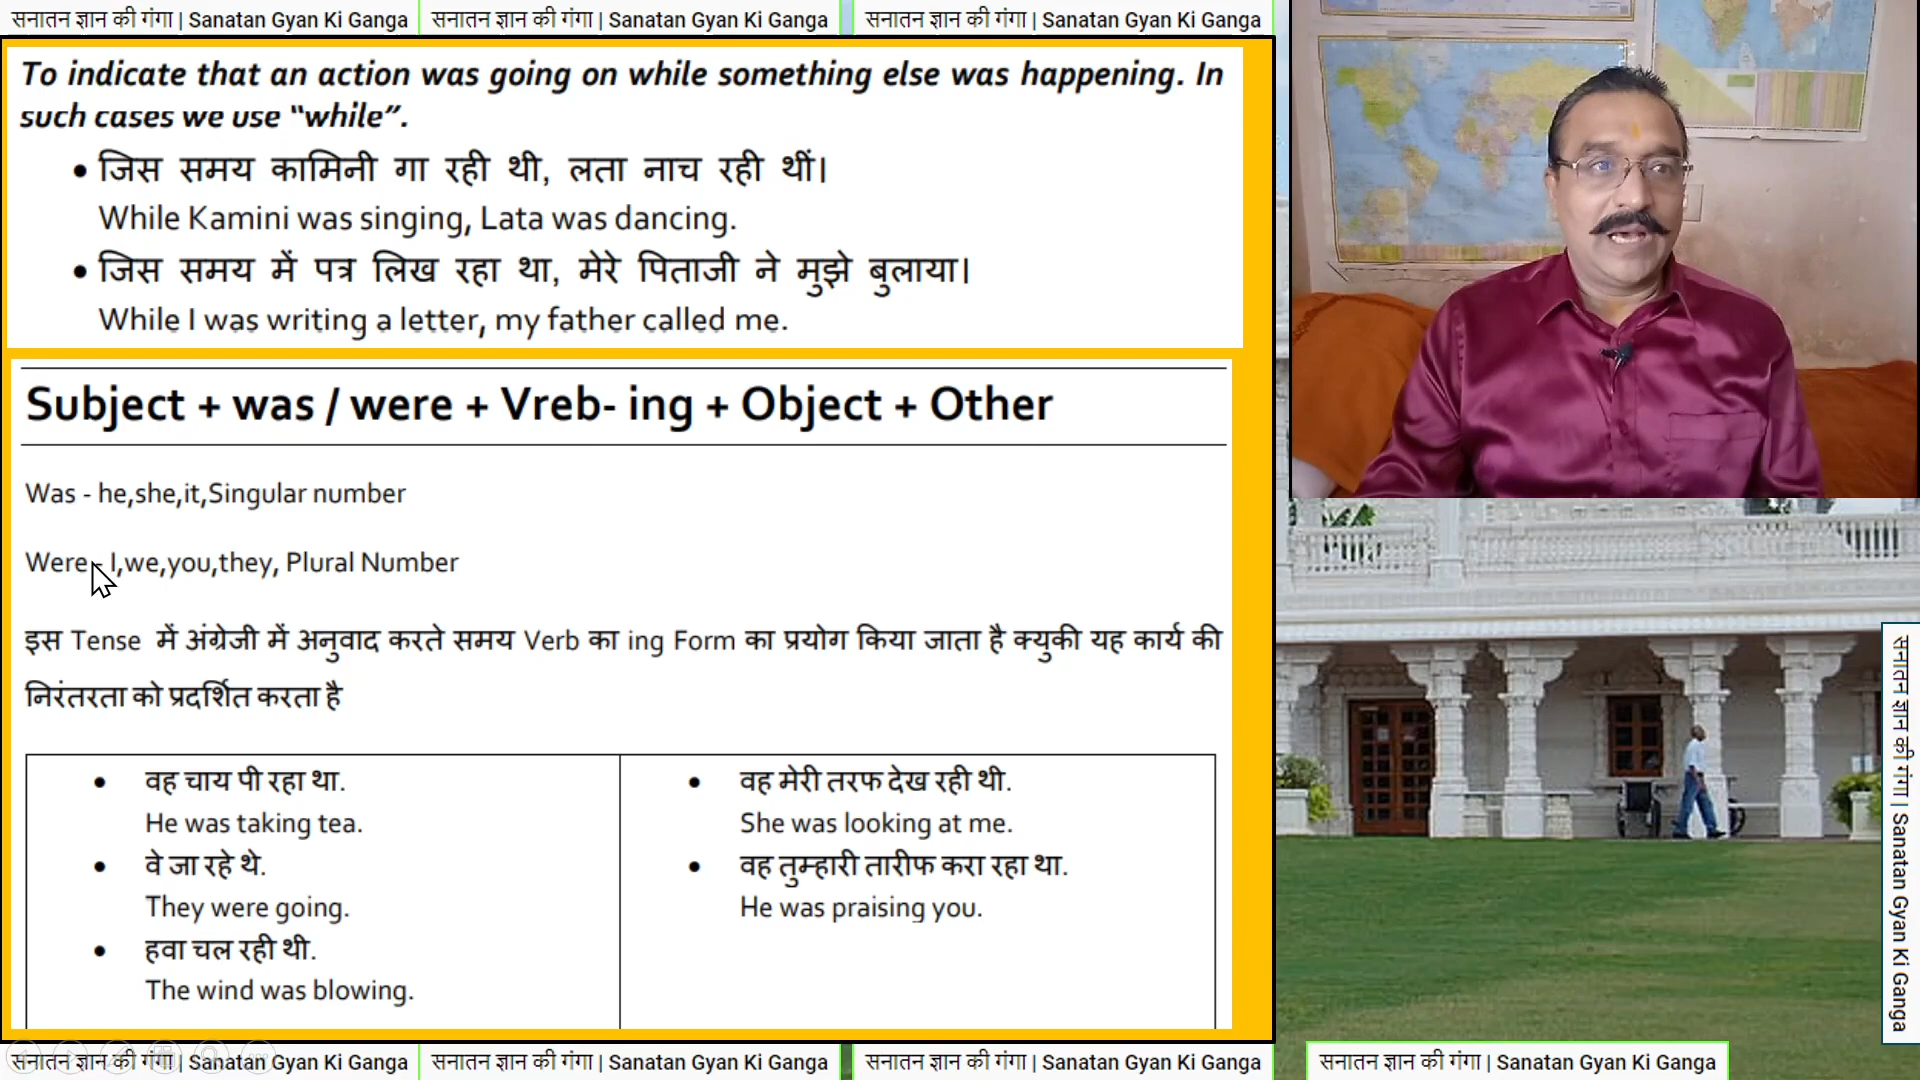 सनातन ज्ञान की गंगा | Sanatan Gyan Ki Ganga
सनातन ज्ञान की गंगा | Sanatan Gyan Ki Ganga
सनातन ज्ञान की गंगा | Sanatan Gyan Ki Ganga
To indicate that an action was going on while something else was happening. In
such cases we use “while”.
• जिस समय कामिनी गा रही थी, लता नाच रही थीं।
While Kamini was singing, Lata was dancing.
• जिस समय में पत्र लिख रहा था, मेरे पिताजी ने मुझे बुलाया।
While I was writing a letter, my father called me.
Subject + was / were + Vreb- ing + Object + Other
Was - he,she,it,Singular number
Were - I,we,you,they, Plural Number
इस Tense में अंग्रेजी में अनुवाद करते समय Verb का ing Form का प्रयोग किया जाता है क्युकी यह कार्य की
निरंतरता को प्रदर्शित करता है
• वह चाय पी रहा था.
He was taking tea.
• वे जा रहे थे.
They were going.
• हवा चल रही थी.
The wind was blowing.
• वह मेरी तरफ देख रही थी.
She was looking at me.
• वह तुम्हारी तारीफ करा रहा था.
He was praising you.
सनातन ज्ञान की गंगा | Sanatan Gyan Ki Ganga
सनातन ज्ञान की गंगा | Sanatan Gyan Ki Ganga
सनातन ज्ञान की गंगा | Sanatan Gyan Ki Ganga
सनातन ज्ञान की गंगा | Sanatan Gyan Ki Ganga
सनातन ज्ञान की गंगा | Sanatan Gyan Ki Ganga